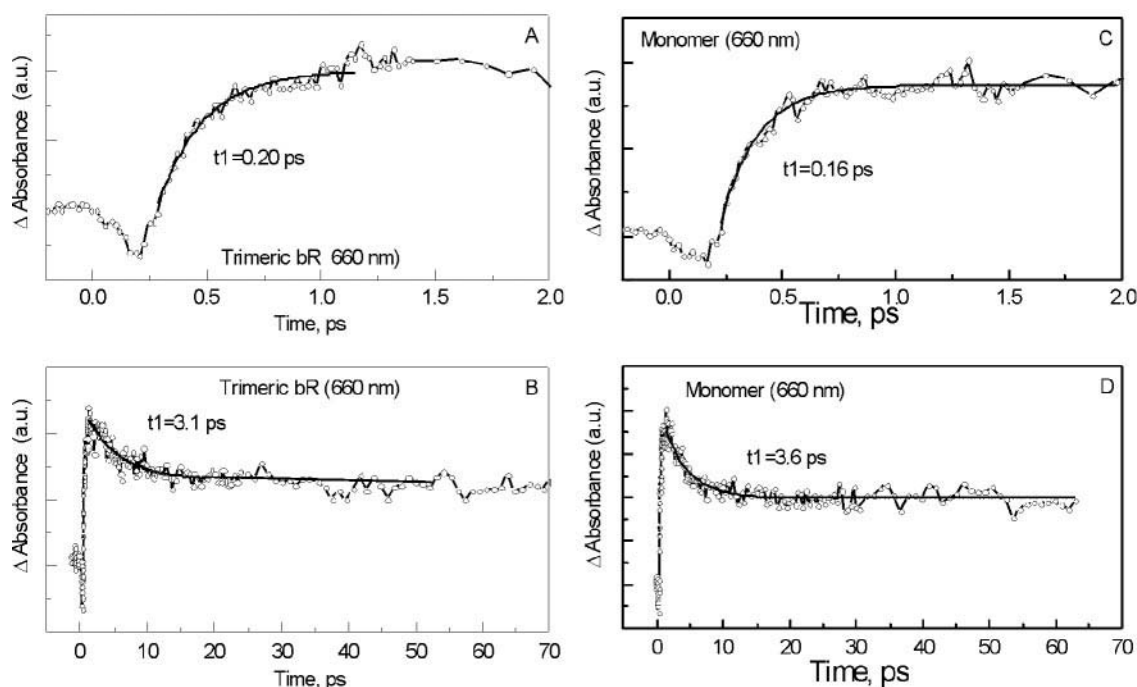 A
Δ Absorbance (a.u.)
t1=0.20 ps
Trimeric bR 660 nm)
0.0 0.5 1.0 1.5 2.0
Time, ps
Monomer (660 nm)
C
Δ Absorbance (a.u.)
t1=0.16 ps
0.0 0.5 1.0 1.5 2.0
Time, ps
Trimeric bR (660 nm)
B
Δ Absorbance (a.u.)
t1=3.1 ps
0 10 20 30 40 50 60 70
Time, ps
Monomer (660 nm)
D
Δ Absorbance (a.u.)
t1=3.6 ps
0 10 20 30 40 50 60 70
Time, ps